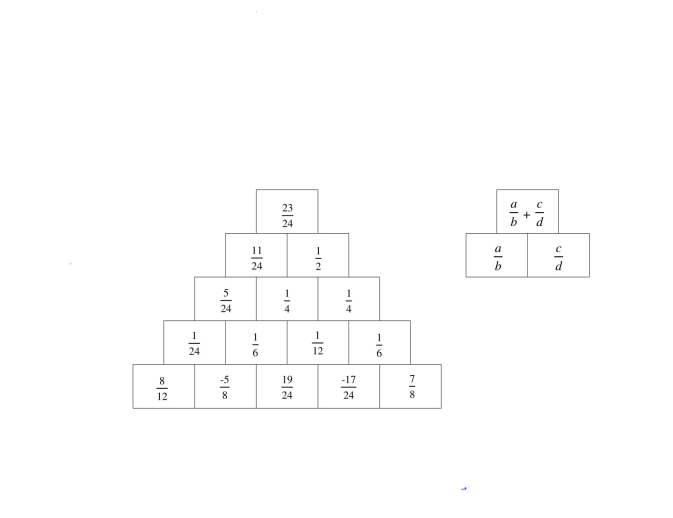 23/24
a/b + c/d
11/24 1/2
a/b c/d
5/24 1/4 1/4
1/24 1/6 1/12 1/6
8/12 -5/8 19/24 -17/24 7/8